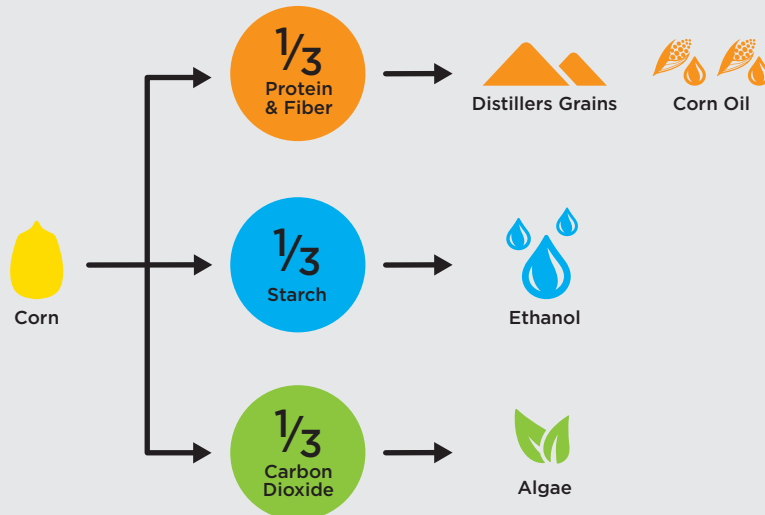 1/3
Protein
& Fiber
Distillers Grains
Corn Oil
Corn
1/3
Starch
Ethanol
1/3
Carbon
Dioxide
Algae